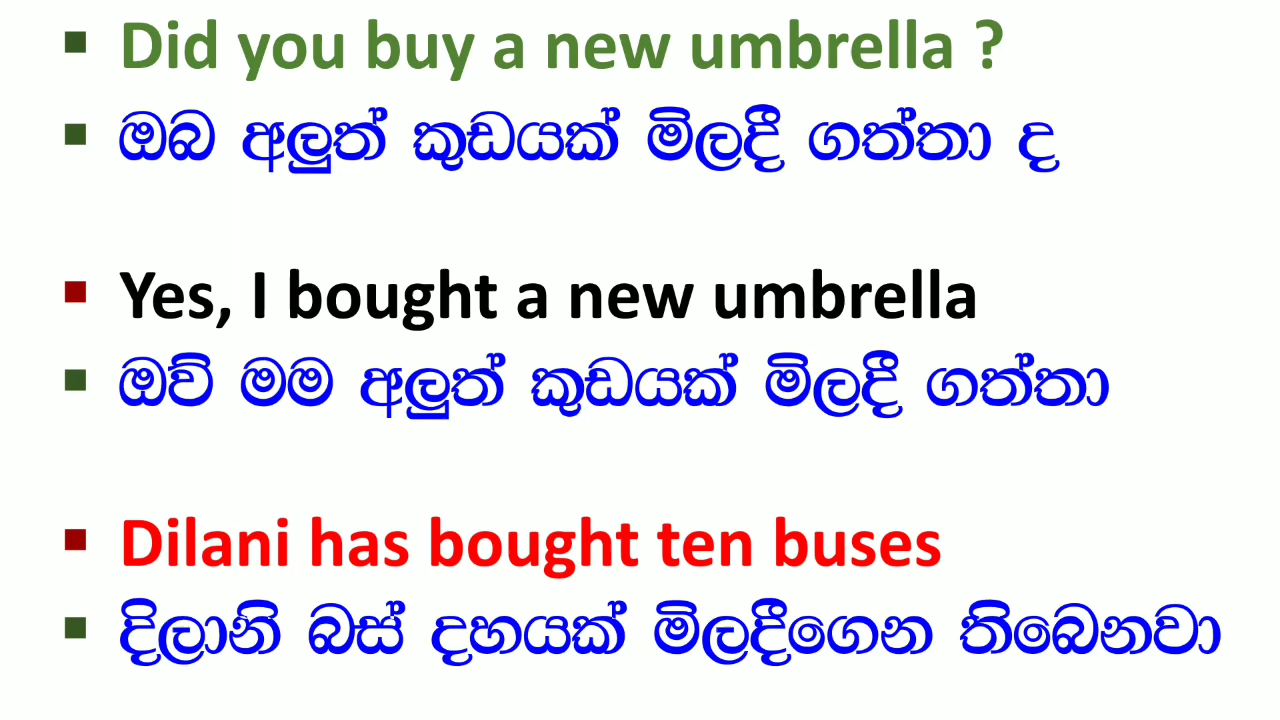 Did you buy a new umbrella ?
ඔබ අලුත් කුඩයක් මිලදී ගත්තා ද
Yes, I bought a new umbrella
ඔව් මම අලුත් කුඩයක් මිලදී ගත්තා
Dilani has bought ten buses
දිලානි බස් දහයක් මිලදීගෙන තිබෙනවා